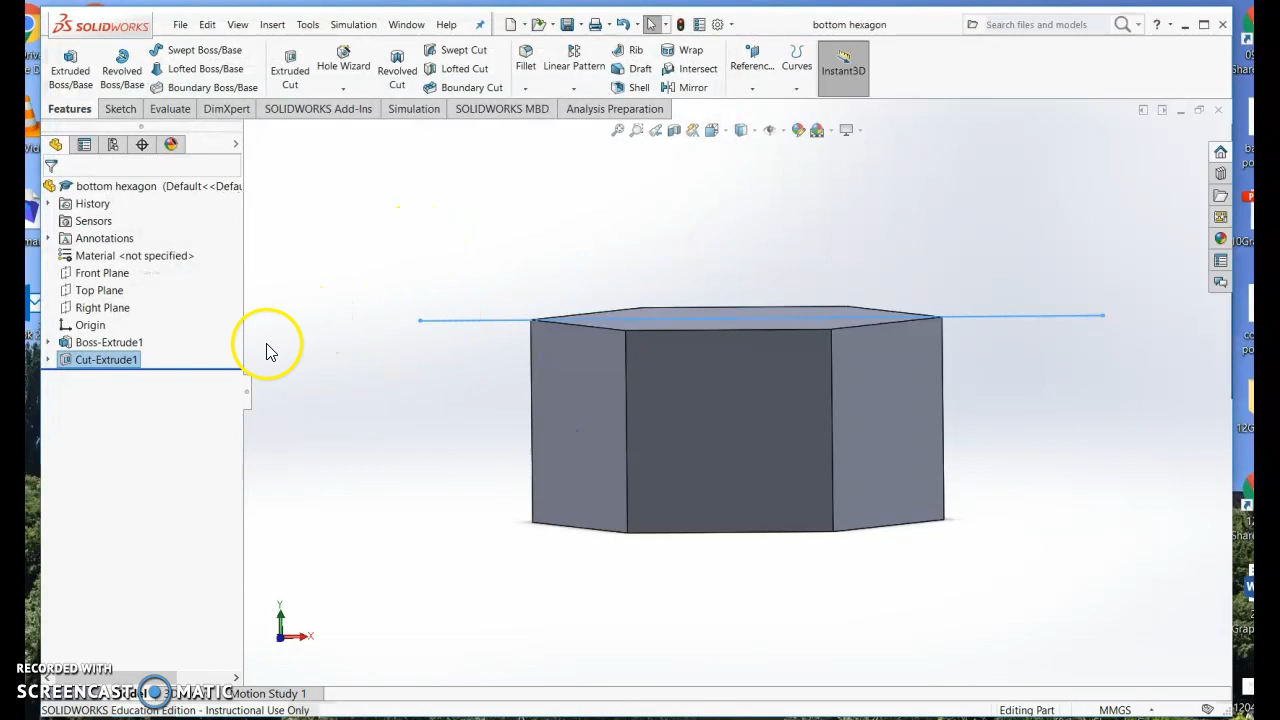 SOLIDWORKS File Edit View Insert Tools Simulation Window Help bottom hexagon Search files and models ?
Extruded Boss/Base Revolved Boss/Base Swept Boss/Base Lofted Boss/Base Boundary Boss/Base Extruded Cut Hole Wizard Revolved Cut Swept Cut Lofted Cut Boundary Cut Fillet Linear Pattern Rib Draft Shell Wrap Intersect Mirror Referenc... Curves Instant3D
Features Sketch Evaluate DimXpert SOLIDWORKS Add-Ins Simulation SOLIDWORKS MBD Analysis Preparation
bottom hexagon (Default<<Defau
History
Sensors
Annotations
Material <not specified>
Front Plane
Top Plane
Right Plane
Origin
Boss-Extrude1
Cut-Extrude1
Y
X
RECORDED WITH
SCREENCAST MATIC
Motion Study 1
SOLIDWORKS Education Edition - Instructional Use Only Editing Part MMGS